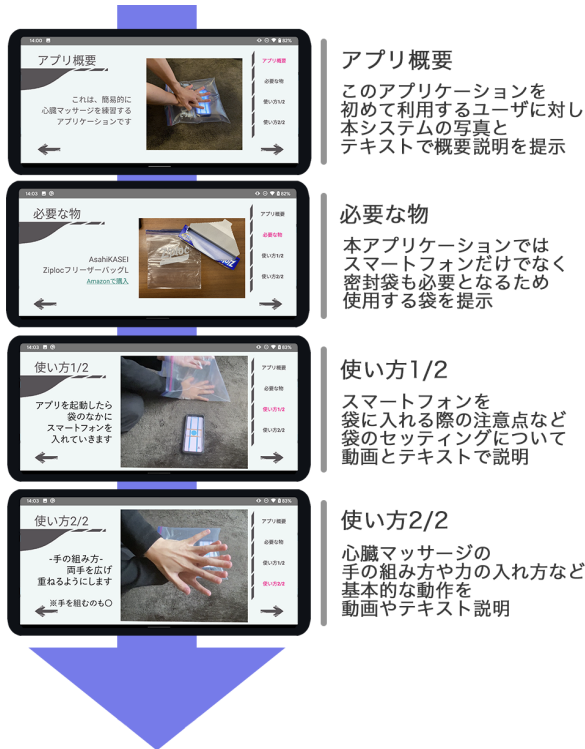 14:00
82%
アプリ概要
これは、簡易的に
心臓マッサージを練習する
アプリケーションです
アプリ概要
必要な物
使い方1/2
使い方2/2
アプリ概要
このアプリケーションを
初めて利用するユーザに対し
本システムの写真と
テキストで概要説明を提示
14:03
82%
必要な物
AsahiKASEI
ZiplocフリーザーバッグL
Amazonで購入
Ziploc
アプリ概要
必要な物
使い方1/2
使い方2/2
必要な物
本アプリケーションでは
スマートフォンだけでなく
密封袋も必要となるため
使用する袋を提示
14:03
83%
使い方1/2
アプリを起動したら
袋のなかに
スマートフォンを
入れていきます
アプリ概要
必要な物
使い方1/2
使い方2/2
使い方1/2
スマートフォンを
袋に入れる際の注意点など
袋のセッティングについて
動画とテキストで説明
14:03
83%
使い方2/2
-手の組み方-
両手を広げ
重ねるようにします
※手を組むのも〇
アプリ概要
必要な物
使い方1/2
使い方2/2
使い方2/2
心臓マッサージの
手の組み方や力の入れ方など
基本的な動作を
動画やテキスト説明